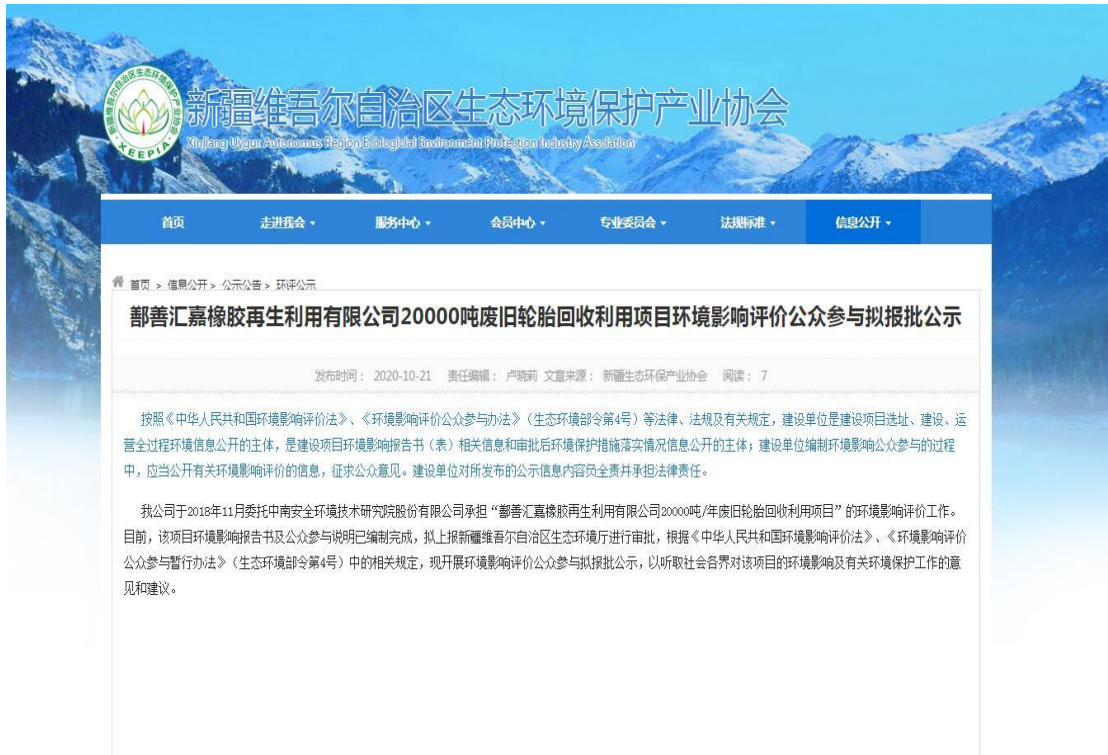 新疆维吾尔自治区生态环境保护产业协会
Xinjiang Uygur Autonomous Region Ecologicial Environment Protection Industry Assciation
新疆维吾尔自治区生态环境保护产业协会
XEEPIA
首页 走进我会 服务中心 会员中心 专业委员会 法规标准 信息公开
首页 > 信息公开 > 公示公告 > 环评公示
鄯善汇嘉橡胶再生利用有限公司20000吨废旧轮胎回收利用项目环境影响评价公众参与拟报批公示
发布时间： 2020-10-21 责任编辑： 卢晓莉 文章来源： 新疆生态环保产业协会 阅读： 7
按照《中华人民共和国环境影响评价法》、《环境影响评价公众参与办法》（生态环境部令第4号）等法律、法规及有关规定，建设单位是建设项目选址、建设、运
营全过程环境信息公开的主体，是建设项目环境影响报告书（表）相关信息和审批后环境保护措施落实情况信息公开的主体；建设单位编制环境影响公众参与的过程
中，应当公开有关环境影响评价的信息，征求公众意见。建设单位对所发布的公示信息内容负全责并承担法律责任。
我公司于2018年11月委托中南安全环境技术研究院股份有限公司承担“鄯善汇嘉橡胶再生利用有限公司20000吨/年废旧轮胎回收利用项目”的环境影响评价工作。
目前，该项目环境影响报告书及公众参与说明已编制完成，拟上报新疆维吾尔自治区生态环境厅进行审批，根据《中华人民共和国环境影响评价法》、《环境影响评价
公众参与暂行办法》（生态环境部令第4号）中的相关规定，现开展环境影响评价公众参与拟报批公示，以听取社会各界对该项目的环境影响及有关环境保护工作的意
见和建议。